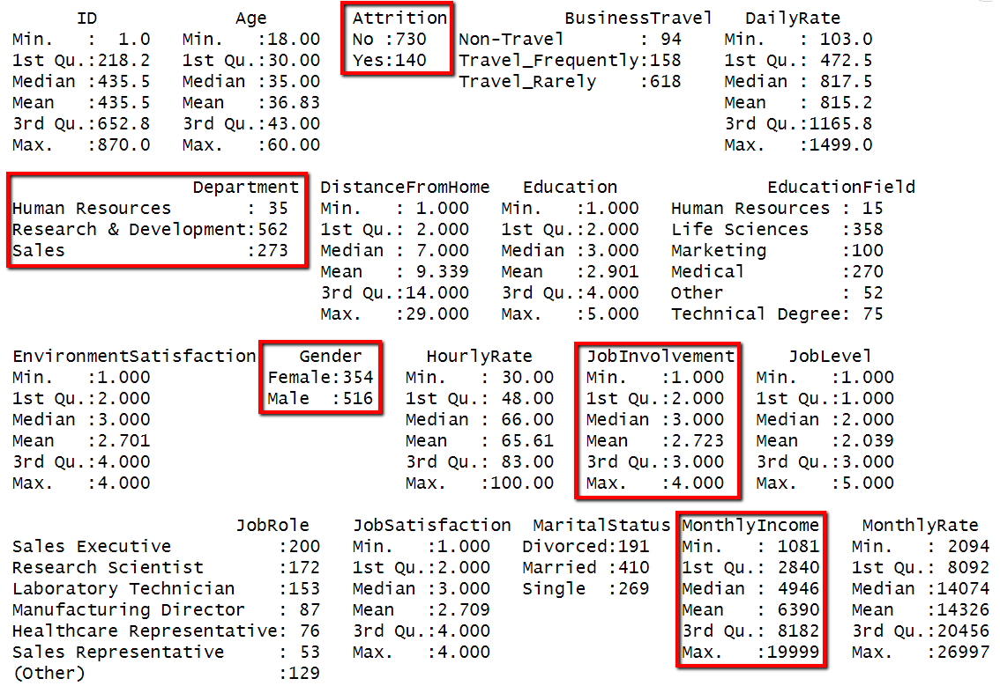 ID Age Attrition BusinessTravel DailyRate
Min. : 1.0 Min. :18.00 No :730 Non-Travel : 94 Min. : 103.0
1st Qu.:218.2 1st Qu.:30.00 Yes:140 Travel_Frequently:158 1st Qu.: 472.5
Median :435.5 Median :35.00 Travel_Rarely :618 Median : 817.5
Mean :435.5 Mean :36.83 Mean : 815.2
3rd Qu.:652.8 3rd Qu.:43.00 3rd Qu.:1165.8
Max. :870.0 Max. :60.00 Max. :1499.0
Department DistanceFromHome Education EducationField
Human Resources : 35 Min. : 1.000 Min. :1.000 Human Resources : 15
Research & Development:562 1st Qu.: 2.000 1st Qu.:2.000 Life Sciences :358
Sales :273 Median : 7.000 Median :3.000 Marketing :100
Mean : 9.339 Mean :2.901 Medical :270
3rd Qu.:14.000 3rd Qu.:4.000 Other : 52
Max. :29.000 Max. :5.000 Technical Degree: 75
EnvironmentSatisfaction Gender HourlyRate JobInvolvement JobLevel
Min. :1.000 Female:354 Min. : 30.00 Min. :1.000 Min. :1.000
1st Qu.:2.000 Male :516 1st Qu.: 48.00 1st Qu.:2.000 1st Qu.:1.000
Median :3.000 Median : 66.00 Median :3.000 Median :2.000
Mean :2.701 Mean : 65.61 Mean :2.723 Mean :2.039
3rd Qu.:4.000 3rd Qu.: 83.00 3rd Qu.:3.000 3rd Qu.:3.000
Max. :4.000 Max. :100.00 Max. :4.000 Max. :5.000
JobRole JobSatisfaction MaritalStatus MonthlyIncome MonthlyRate
Sales Executive :200 Min. :1.000 Divorced:191 Min. : 1081 Min. : 2094
Research Scientist :172 1st Qu.:2.000 Married :410 1st Qu.: 2840 1st Qu.: 8092
Laboratory Technician :153 Median :3.000 Single :269 Median : 4946 Median :14074
Manufacturing Director : 87 Mean :2.709 Mean : 6390 Mean :14326
Healthcare Representative: 76 3rd Qu.:4.000 3rd Qu.: 8182 3rd Qu.:20456
Sales Representative : 53 Max. :4.000 Max. :19999 Max. :26997
(Other) :129